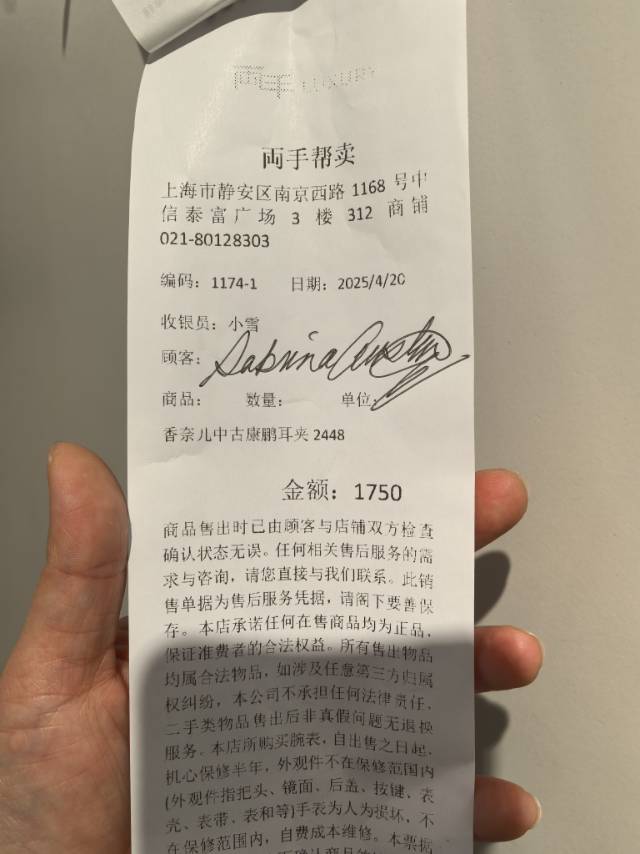 両手 LUXURY
両手帮卖
上海市静安区南京西路 1168 号中
信泰富广场 3 楼 312 商铺
021-80128303
编码：1174-1 日期：2025/4/20
收银员：小雪
顾客：Sabrina Austin
商品： 数量： 单位：
香奈儿中古康鹏耳夹 2448
金额：1750
商品售出时已由顾客与店铺双方检查
确认状态无误。任何相关售后服务的需
求与咨询，请您直接与我们联系。此销
售单据为售后服务凭据，请阁下要善保
存。本店承诺任何在售商品均为正品，
保证准费者的合法权益。所有售出物品
均属合法物品，如涉及任意第三方归属
权纠纷，本公司不承担任何法律责任，
二手类物品售出后非真假问题无退换
服务。本店所购买腕表，自出售之日起，
机心保修半年，外观件不在保修范围内
(外观件指把头、镜面、后盖、按键、表
壳、表带、表和等)手表为人为损坏，不
在保修范围内，自费成本维修。本票据